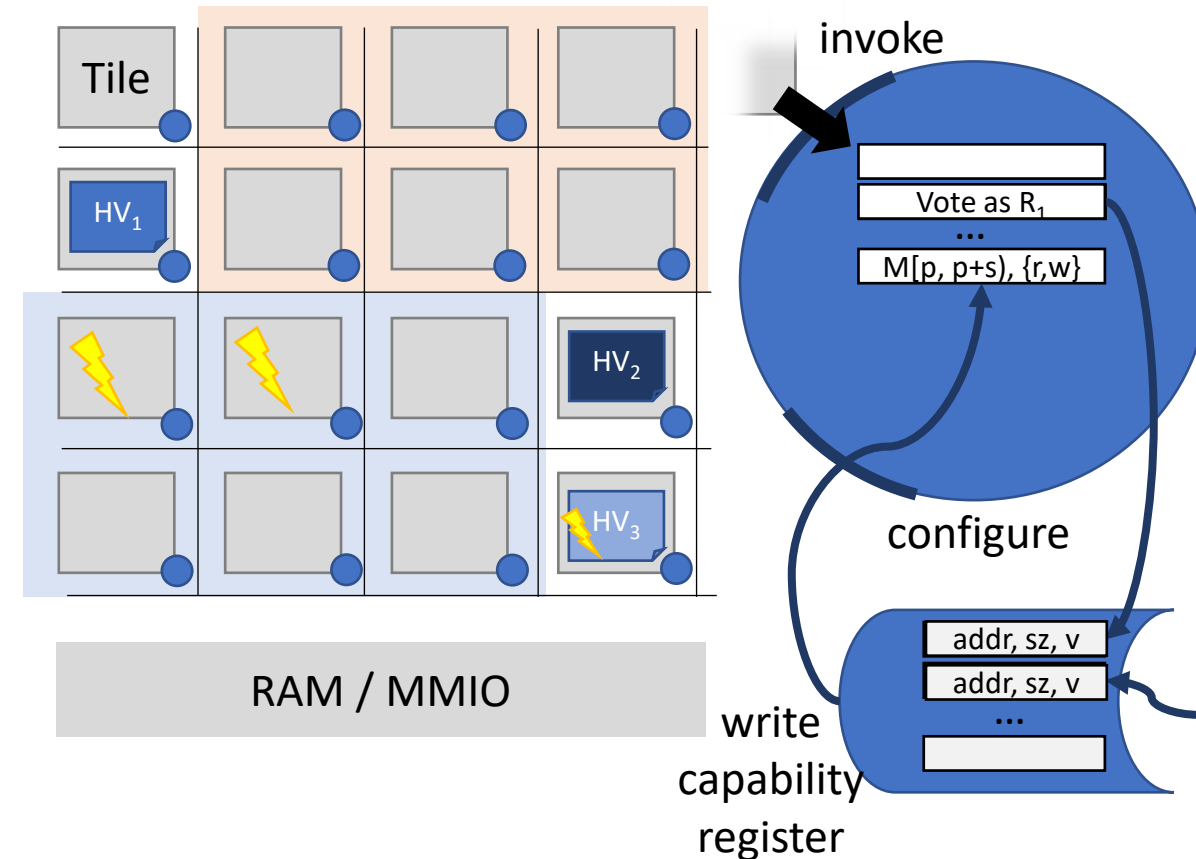 Tile
HV₁
HV₂
HV₃
RAM / MMIO
invoke
Vote as R₁
...
M[p, p+s), {r,w}
configure
addr, sz, v
addr, sz, v
...
write
capability
register